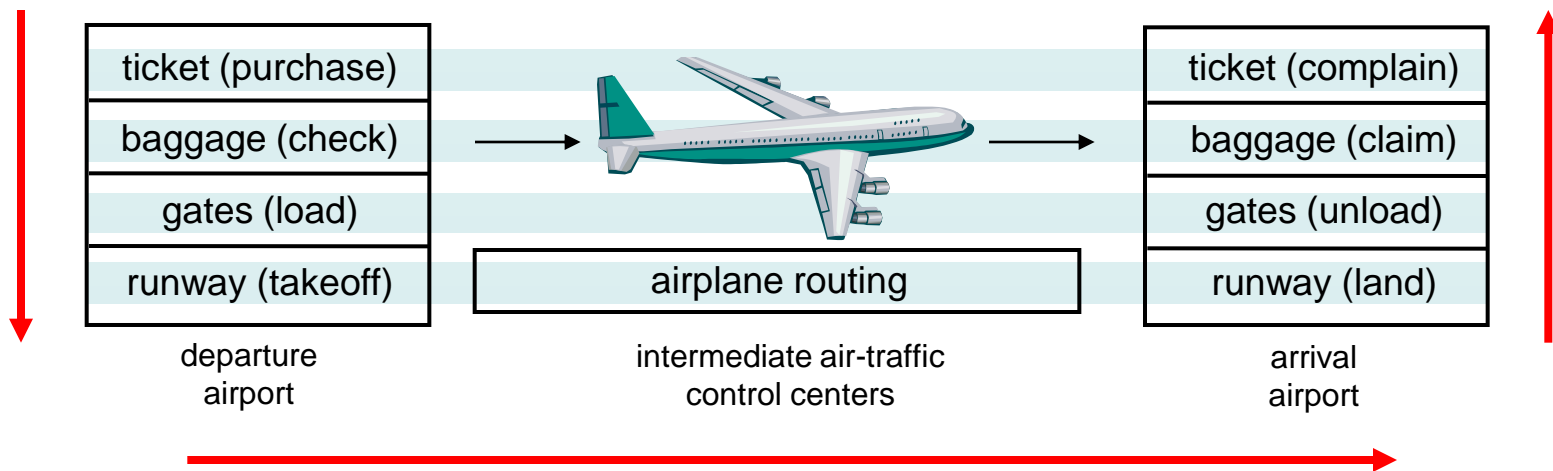 ticket (purchase)
baggage (check)
gates (load)
runway (takeoff)
departure
airport
airplane routing
intermediate air-traffic
control centers
ticket (complain)
baggage (claim)
gates (unload)
runway (land)
arrival
airport